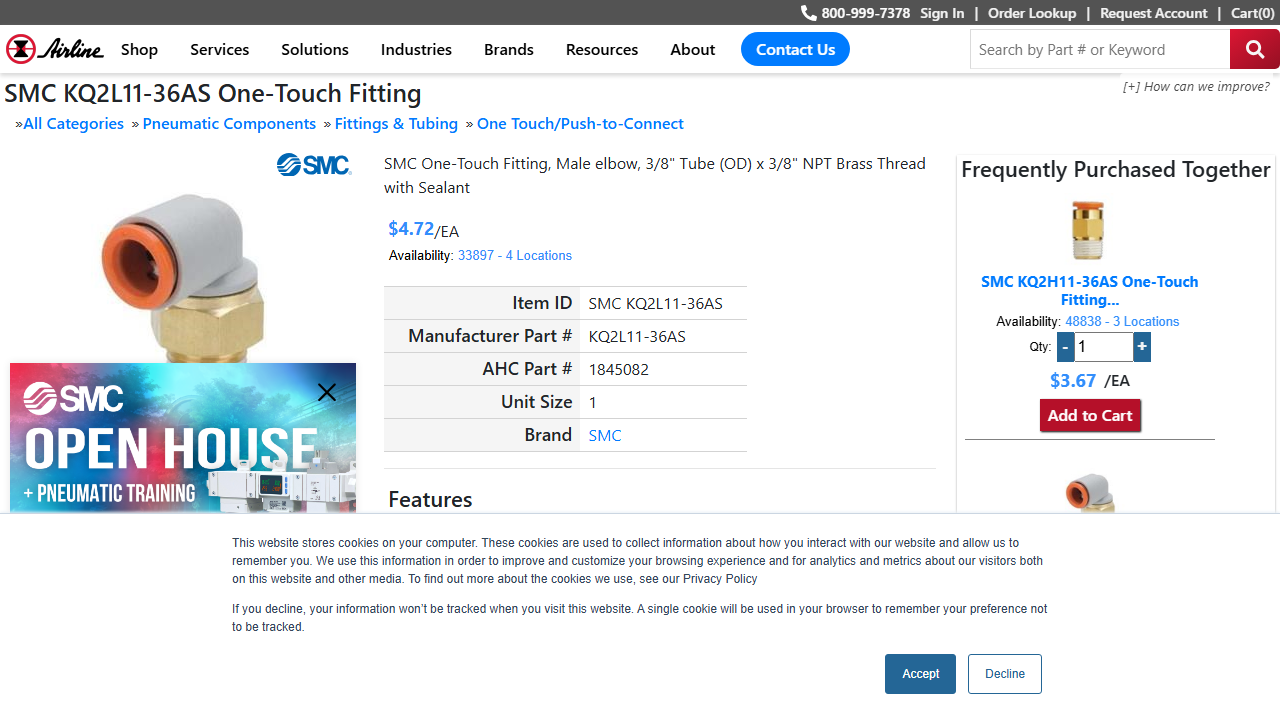 800-999-7378 Sign In | Order Lookup | Request Account | Cart(0)
Airline Shop Services Solutions Industries Brands Resources About Contact Us Search by Part # or Keyword
SMC KQ2L11-36AS One-Touch Fitting
[+] How can we improve?
»All Categories » Pneumatic Components » Fittings & Tubing » One Touch/Push-to-Connect
SMC
SMC One-Touch Fitting, Male elbow, 3/8" Tube (OD) x 3/8" NPT Brass Thread
with Sealant
$4.72/EA
Availability: 33897 - 4 Locations
Item ID SMC KQ2L11-36AS
Manufacturer Part # KQ2L11-36AS
AHC Part # 1845082
Unit Size 1
Brand SMC
Features
Frequently Purchased Together
SMC KQ2H11-36AS One-Touch
Fitting...
Availability: 48838 - 3 Locations
Qty: - 1 +
$3.67 /EA
Add to Cart
SMC
OPEN HOUSE
+ PNEUMATIC TRAINING
This website stores cookies on your computer. These cookies are used to collect information about how you interact with our website and allow us to
remember you. We use this information in order to improve and customize your browsing experience and for analytics and metrics about our visitors both
on this website and other media. To find out more about the cookies we use, see our Privacy Policy
If you decline, your information won't be tracked when you visit this website. A single cookie will be used in your browser to remember your preference not
to be tracked.
Accept Decline